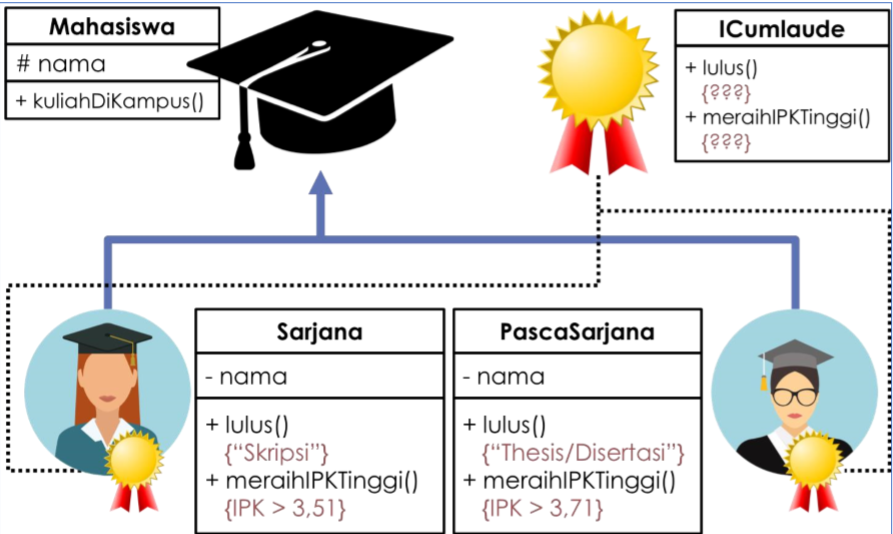 Mahasiswa
# nama
+ kuliahDiKampus()
ICumlaude
+ lulus()
{???}
+ meraihIPKTinggi()
{???}
Sarjana
- nama
+ lulus()
{“Skripsi”}
+ meraihIPKTinggi()
{IPK > 3,51}
PascaSarjana
- nama
+ lulus()
{“Thesis/Disertasi”}
+ meraihIPKTinggi()
{IPK > 3,71}